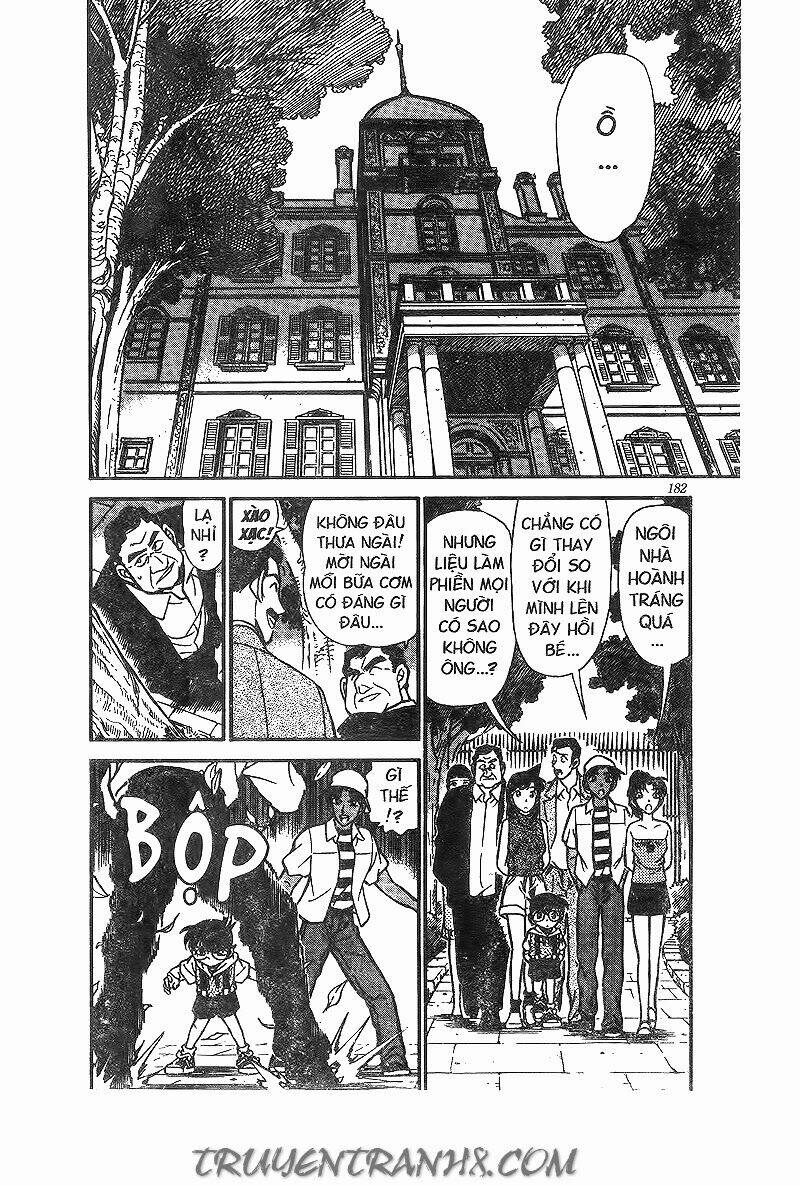 Ồ
...
182
NGÔI
NHÀ
HOÀNH
TRÁNG
QUÁ
...
CHẲNG CÓ
GÌ THAY
ĐỔI SO
VỚI KHI
MÌNH LÊN
ĐÂY HỒI
BÉ...
NHƯNG
LIỆU LÀM
PHIỀN MỌI
NGƯỜI
CÓ SAO
KHÔNG
ÔNG...?
KHÔNG ĐÂU
THƯA NGÀI!
MỜI NGÀI
MỖI BỮA CƠM
CÓ ĐÁNG GÌ
ĐÂU...
XÀO
XẠC!
LẠ
NHỈ
?
GÌ
THẾ
!?
BỘP
TRUYENTRANH8.COM